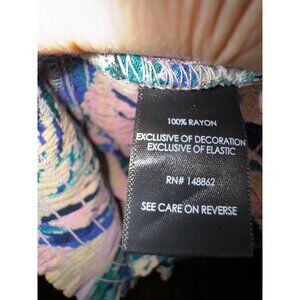 100% RAYON
EXCLUSIVE OF DECORATION
EXCLUSIVE OF ELASTIC
RN# 148862
SEE CARE ON REVERSE